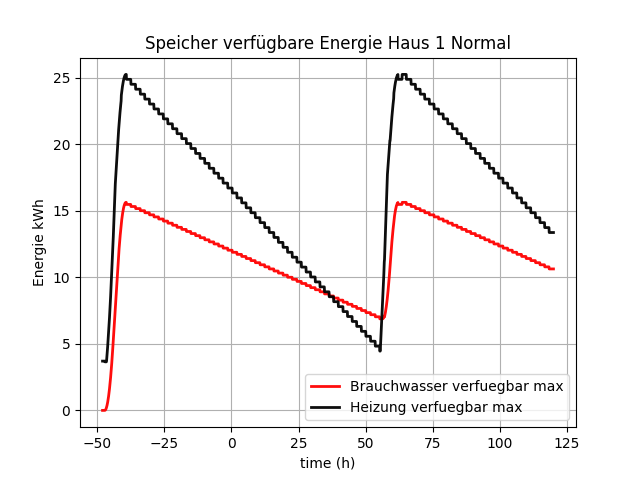 Speicher verfügbare Energie Haus 1 Normal
25
20
15
10
5
0
Energie kWh
Brauchwasser verfuegbar max
Heizung verfuegbar max
−50
−25
0
25
50
75
100
125
time (h)